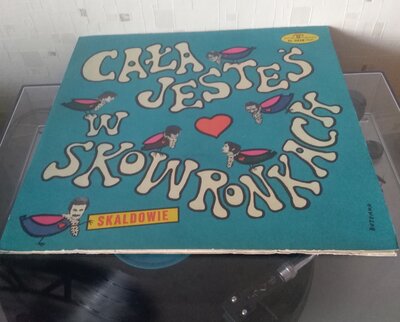 CAŁA
JESTEŚ
W
SKOWRONKACH
SKALDOWIE